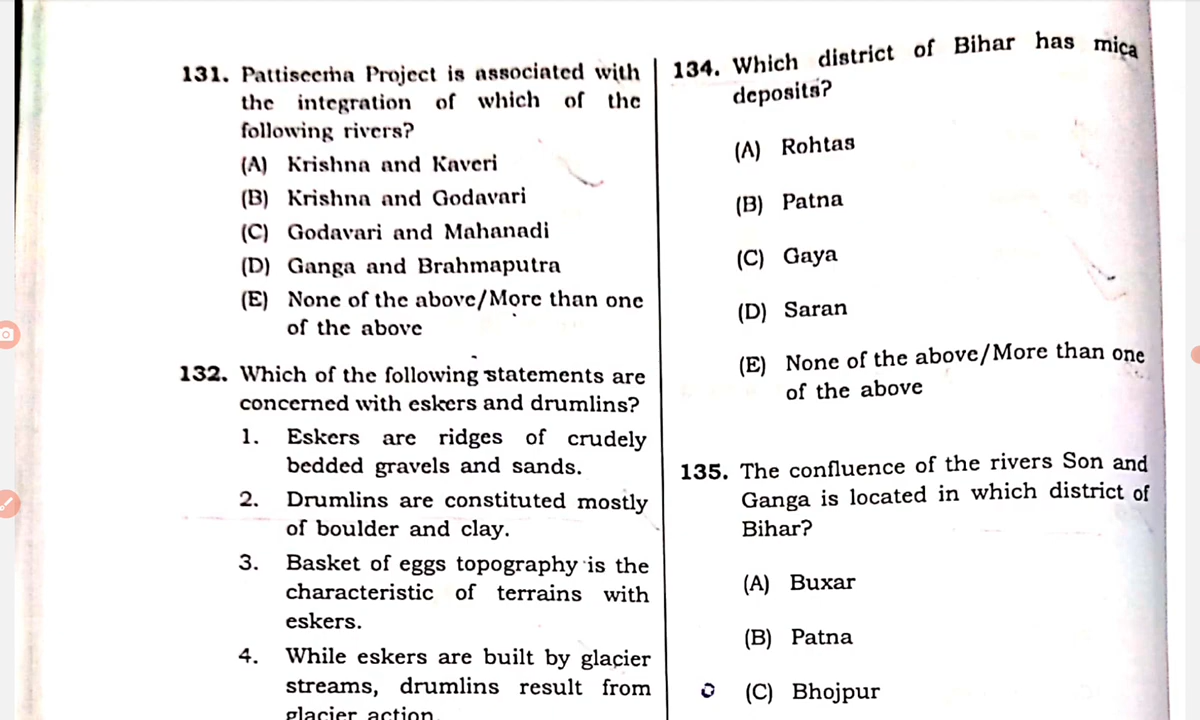 131. Pattiseema Project is associated with
the integration of which of the
following rivers?
(A) Krishna and Kaveri
(B) Krishna and Godavari
(C) Godavari and Mahanadi
(D) Ganga and Brahmaputra
(E) None of the above/More than one
of the above
132. Which of the following statements are
concerned with eskers and drumlins?
1. Eskers are ridges of crudely
bedded gravels and sands.
2. Drumlins are constituted mostly
of boulder and clay.
3. Basket of eggs topography is the
characteristic of terrains with
eskers.
4. While eskers are built by glacier
streams, drumlins result from
glacier action.
134. Which district of Bihar has mica
deposits?
(A) Rohtas
(B) Patna
(C) Gaya
(D) Saran
(E) None of the above/More than one
of the above
135. The confluence of the rivers Son and
Ganga is located in which district of
Bihar?
(A) Buxar
(B) Patna
(C) Bhojpur